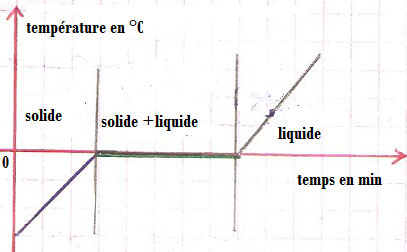 température en °C
solide
solide +liquide
liquide
0
temps en min